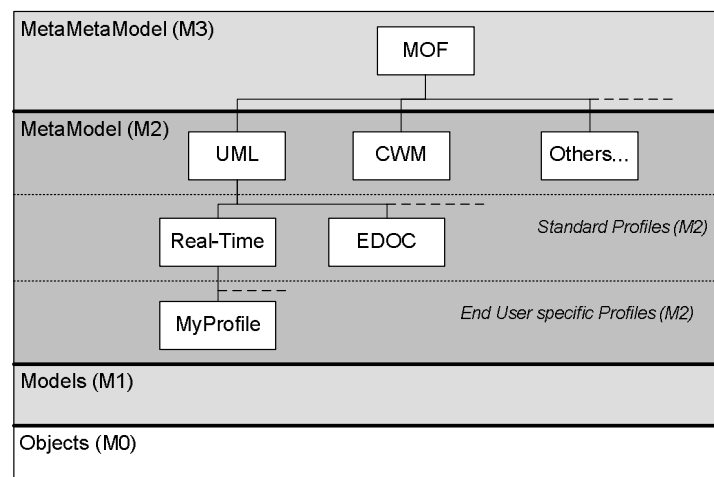 MetaMetaModel (M3)
MOF
MetaModel (M2)
UML
CWM
Others...
Real-Time
EDOC
Standard Profiles (M2)
MyProfile
End User specific Profiles (M2)
Models (M1)
Objects (M0)